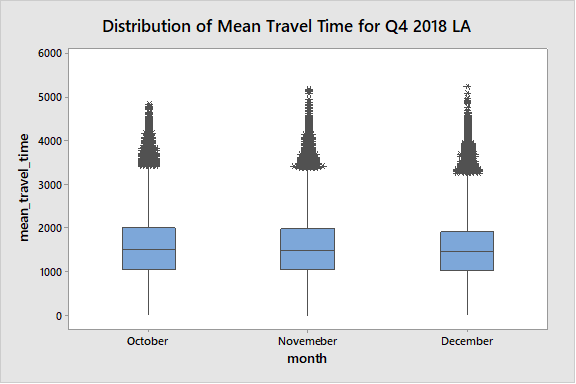 Distribution of Mean Travel Time for Q4 2018 LA
6000
5000
4000
3000
2000
1000
0
mean_travel_time
October
Novemeber
December
month